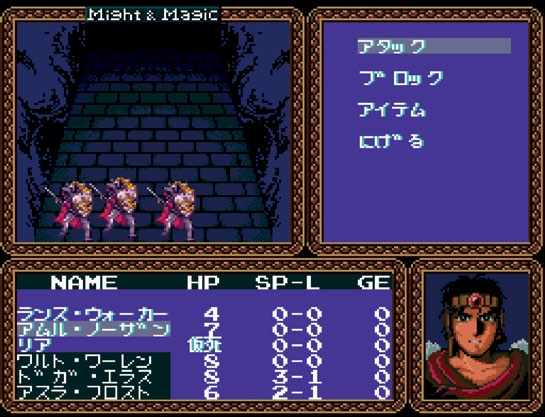 Might & Magic
アタック
ブロック
アイテム
にげる
NAME HP SP-L GE
ランス・ウォーカー 4 0-0 0
アムル・ノーザン 7 0-0 0
リア 仮死 0-0 0
ワルト・ワーレン 8 0-0 0
ドガ・エラス 8 3-1 0
アスラ・フロスト 6 2-1 0